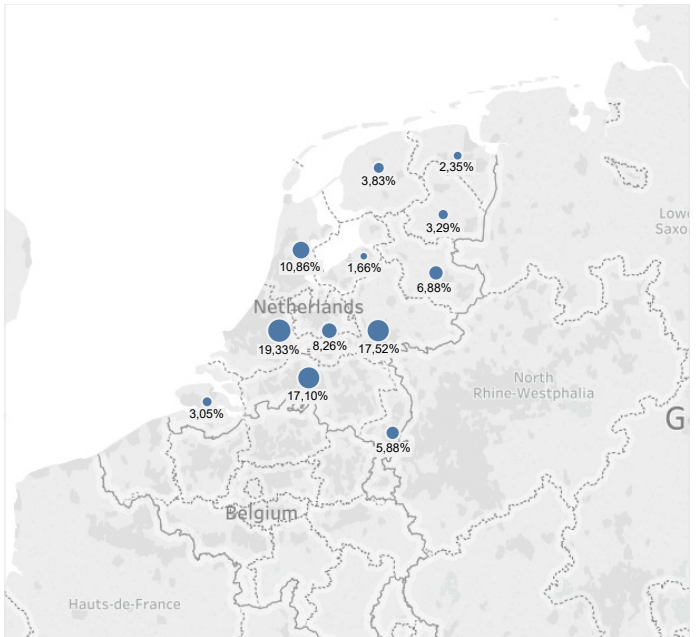 2,35%
3,83%
Lowe
Saxo
3,29%
10,86%
1,66%
6,88%
Netherlands
19,33%
8,26%
17,52%
North
Rhine-Westphalia
17,10%
3,05%
G
5,88%
Belgium
Hauts-de-France